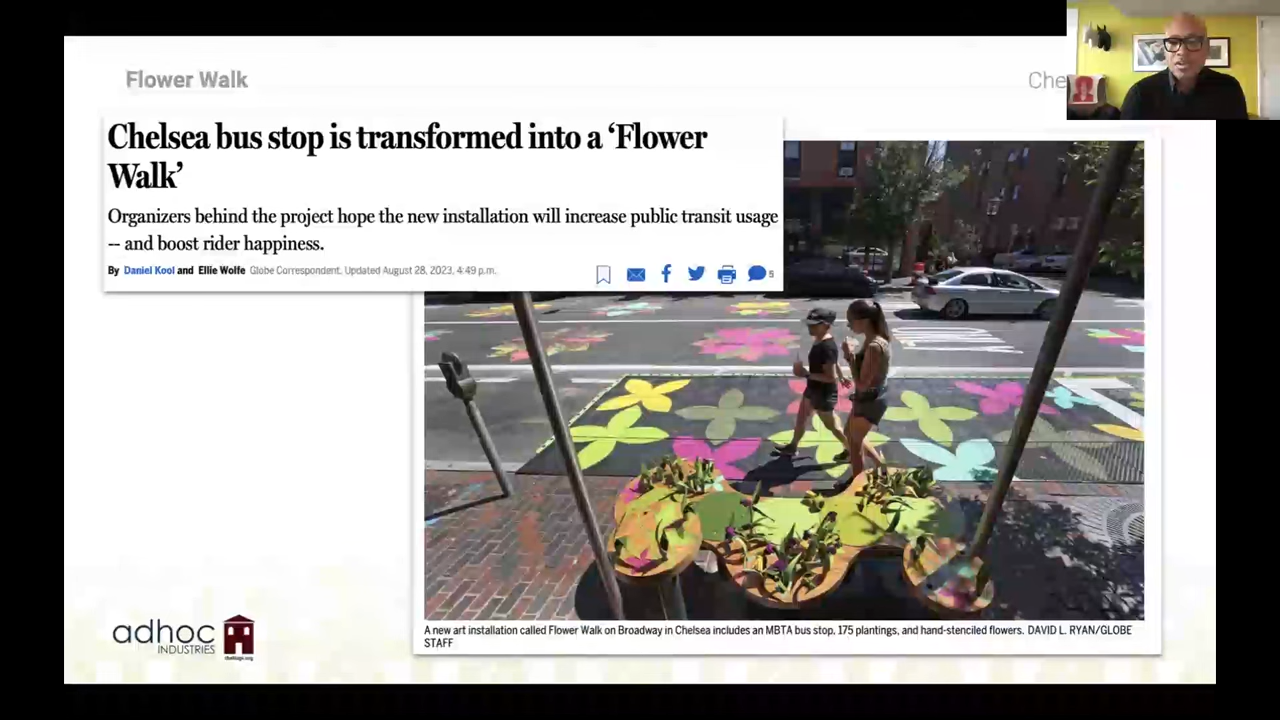 Flower Walk
Che
Chelsea bus stop is transformed into a ‘Flower
Walk’
Organizers behind the project hope the new installation will increase public transit usage
-- and boost rider happiness.
By Daniel Kool and Ellie Wolfe Globe Correspondent, Updated August 28, 2023, 4:49 p.m.
5
ONLY
A new art installation called Flower Walk on Broadway in Chelsea includes an MBTA bus stop, 175 plantings, and hand-stenciled flowers. DAVID L. RYAN/GLOBE
STAFF
adhoc
INDUSTRIES